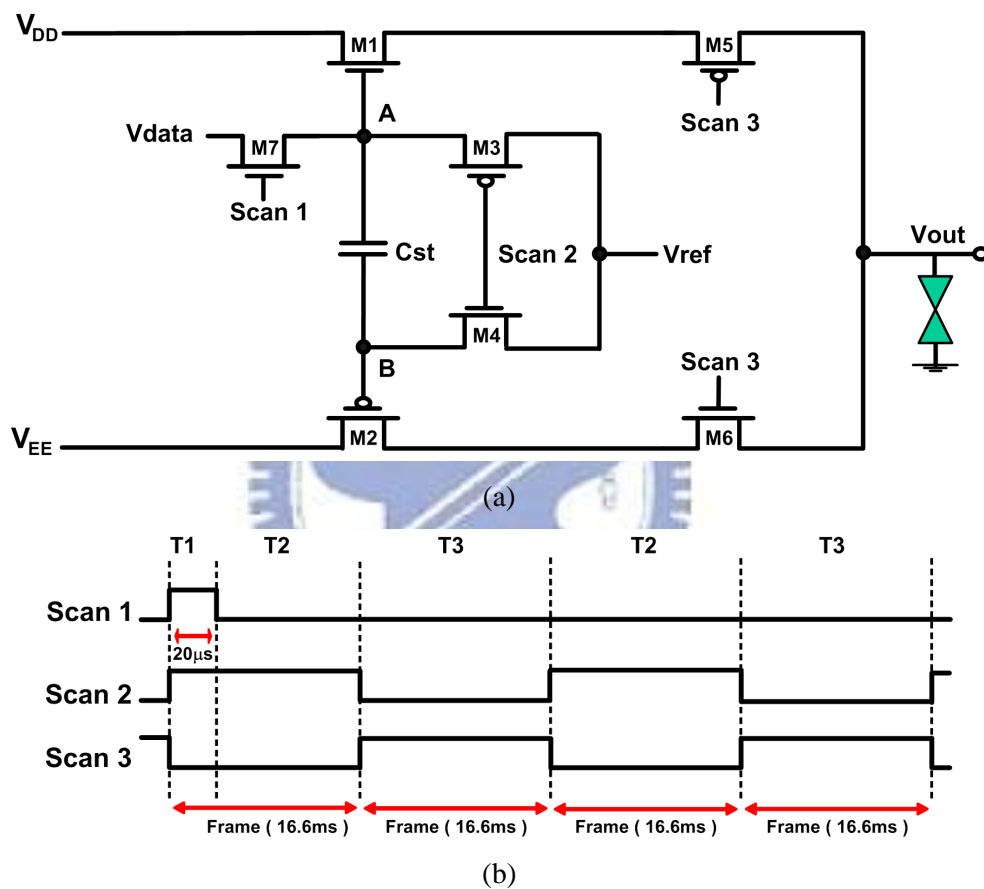 VDD
M1
M5
Scan 3
A
Vdata
M7
M3
Scan 1
Cst
Scan 2
Vref
Vout
M4
B
Scan 3
M2
M6
VEE
(a)
T1 T2 T3 T2 T3
Scan 1
20μs
Scan 2
Scan 3
Frame ( 16.6ms ) Frame ( 16.6ms ) Frame ( 16.6ms ) Frame ( 16.6ms )
(b)